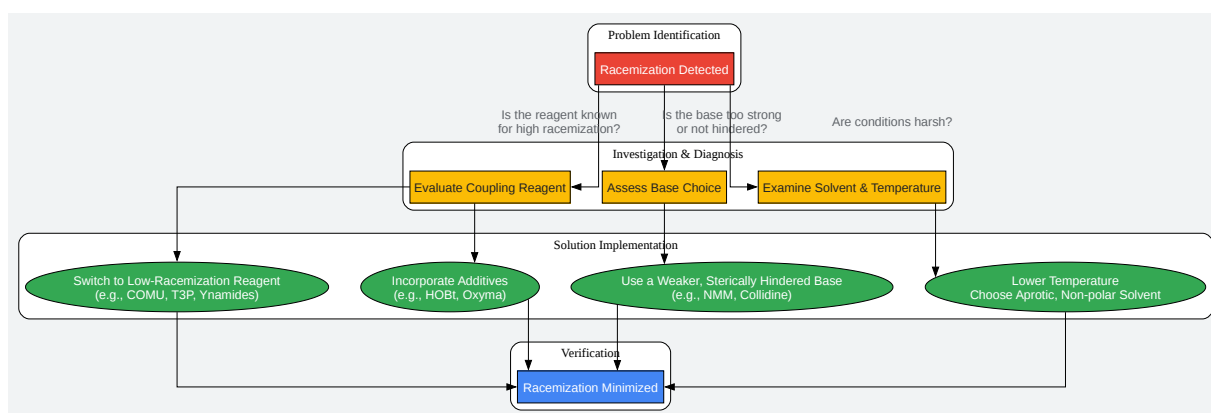 Problem Identification
Racemization Detected
Is the reagent known
for high racemization?
Is the base too strong
or not hindered?
Are conditions harsh?
Investigation & Diagnosis
Evaluate Coupling Reagent
Assess Base Choice
Examine Solvent & Temperature
Solution Implementation
Switch to Low-Racemization Reagent
(e.g., COMU, T3P, Ynamides)
Incorporate Additives
(e.g., HOBt, Oxyma)
Use a Weaker, Sterically Hindered Base
(e.g., NMM, Collidine)
Lower Temperature
Choose Aprotic, Non-polar Solvent
Verification
Racemization Minimized